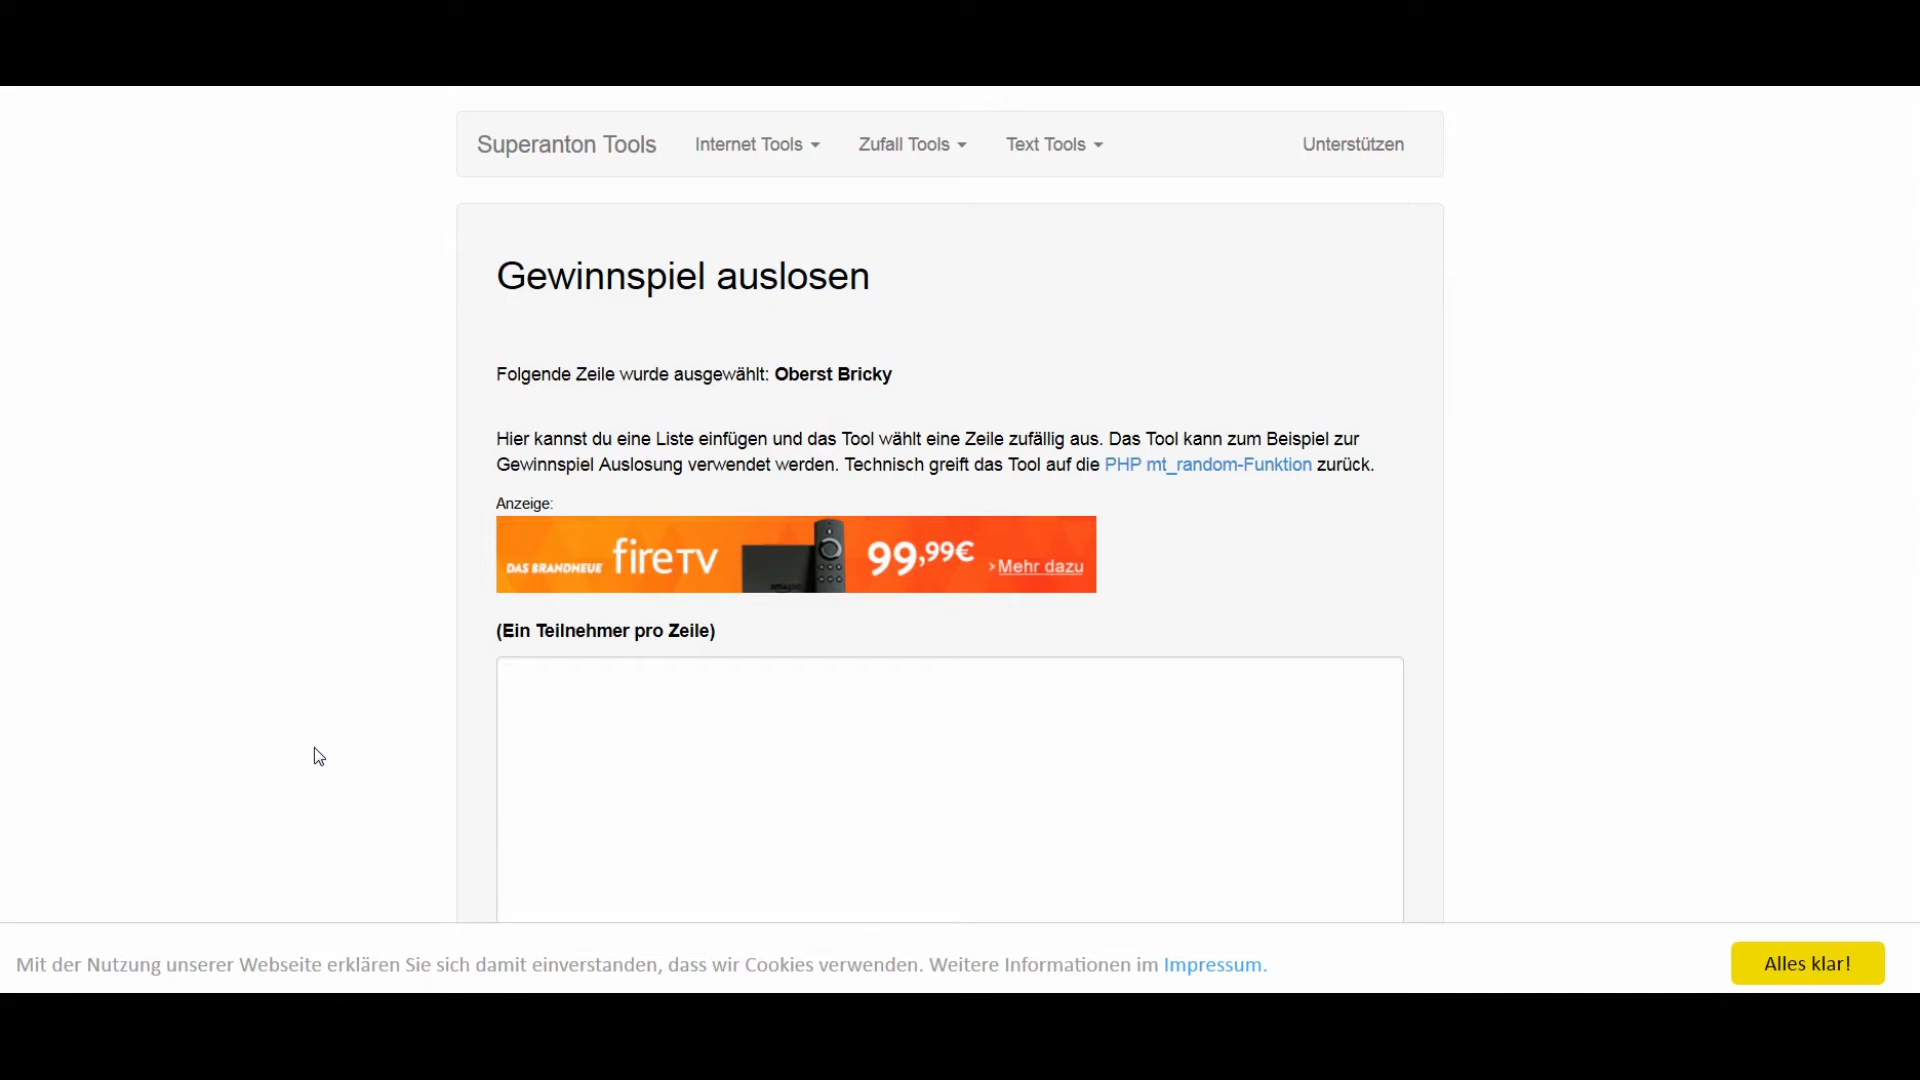 Superanton Tools Internet Tools Zufall Tools Text Tools Unterstützen
Gewinnspiel auslosen
Folgende Zeile wurde ausgewählt: Oberst Bricky
Hier kannst du eine Liste einfügen und das Tool wählt eine Zeile zufällig aus. Das Tool kann zum Beispiel zur
Gewinnspiel Auslosung verwendet werden. Technisch greift das Tool auf die PHP mt_random-Funktion zurück.
Anzeige:
DAS BRANDNEUE fireTV 99,99€ >Mehr dazu
(Ein Teilnehmer pro Zeile)
Mit der Nutzung unserer Webseite erklären Sie sich damit einverstanden, dass wir Cookies verwenden. Weitere Informationen im Impressum. Alles klar!